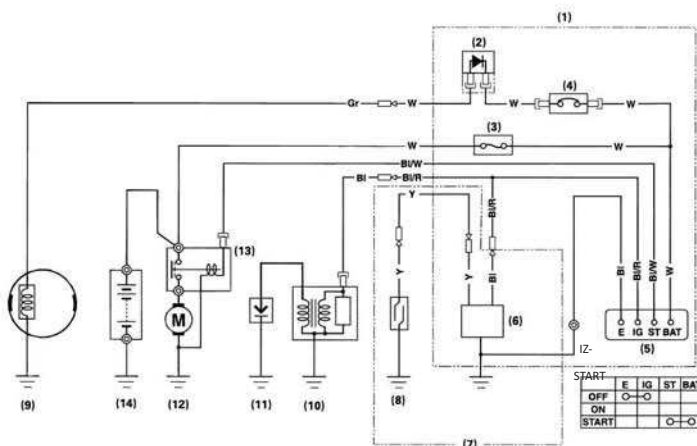 (1)
(2)
(4)
Gr
W
W
W
(3)
W
W
Bl/W
Bl
Bl/R
Y
Bl/R
(13)
Y
Y
Bl
Bl
Bl/R
Bl/W
W
M
(6)
E IG ST BAT
(5)
IZ-
START
(9)
(14)
(12)
(11)
(10)
(8)
(7)
E IG ST BAT
OFF
ON
START